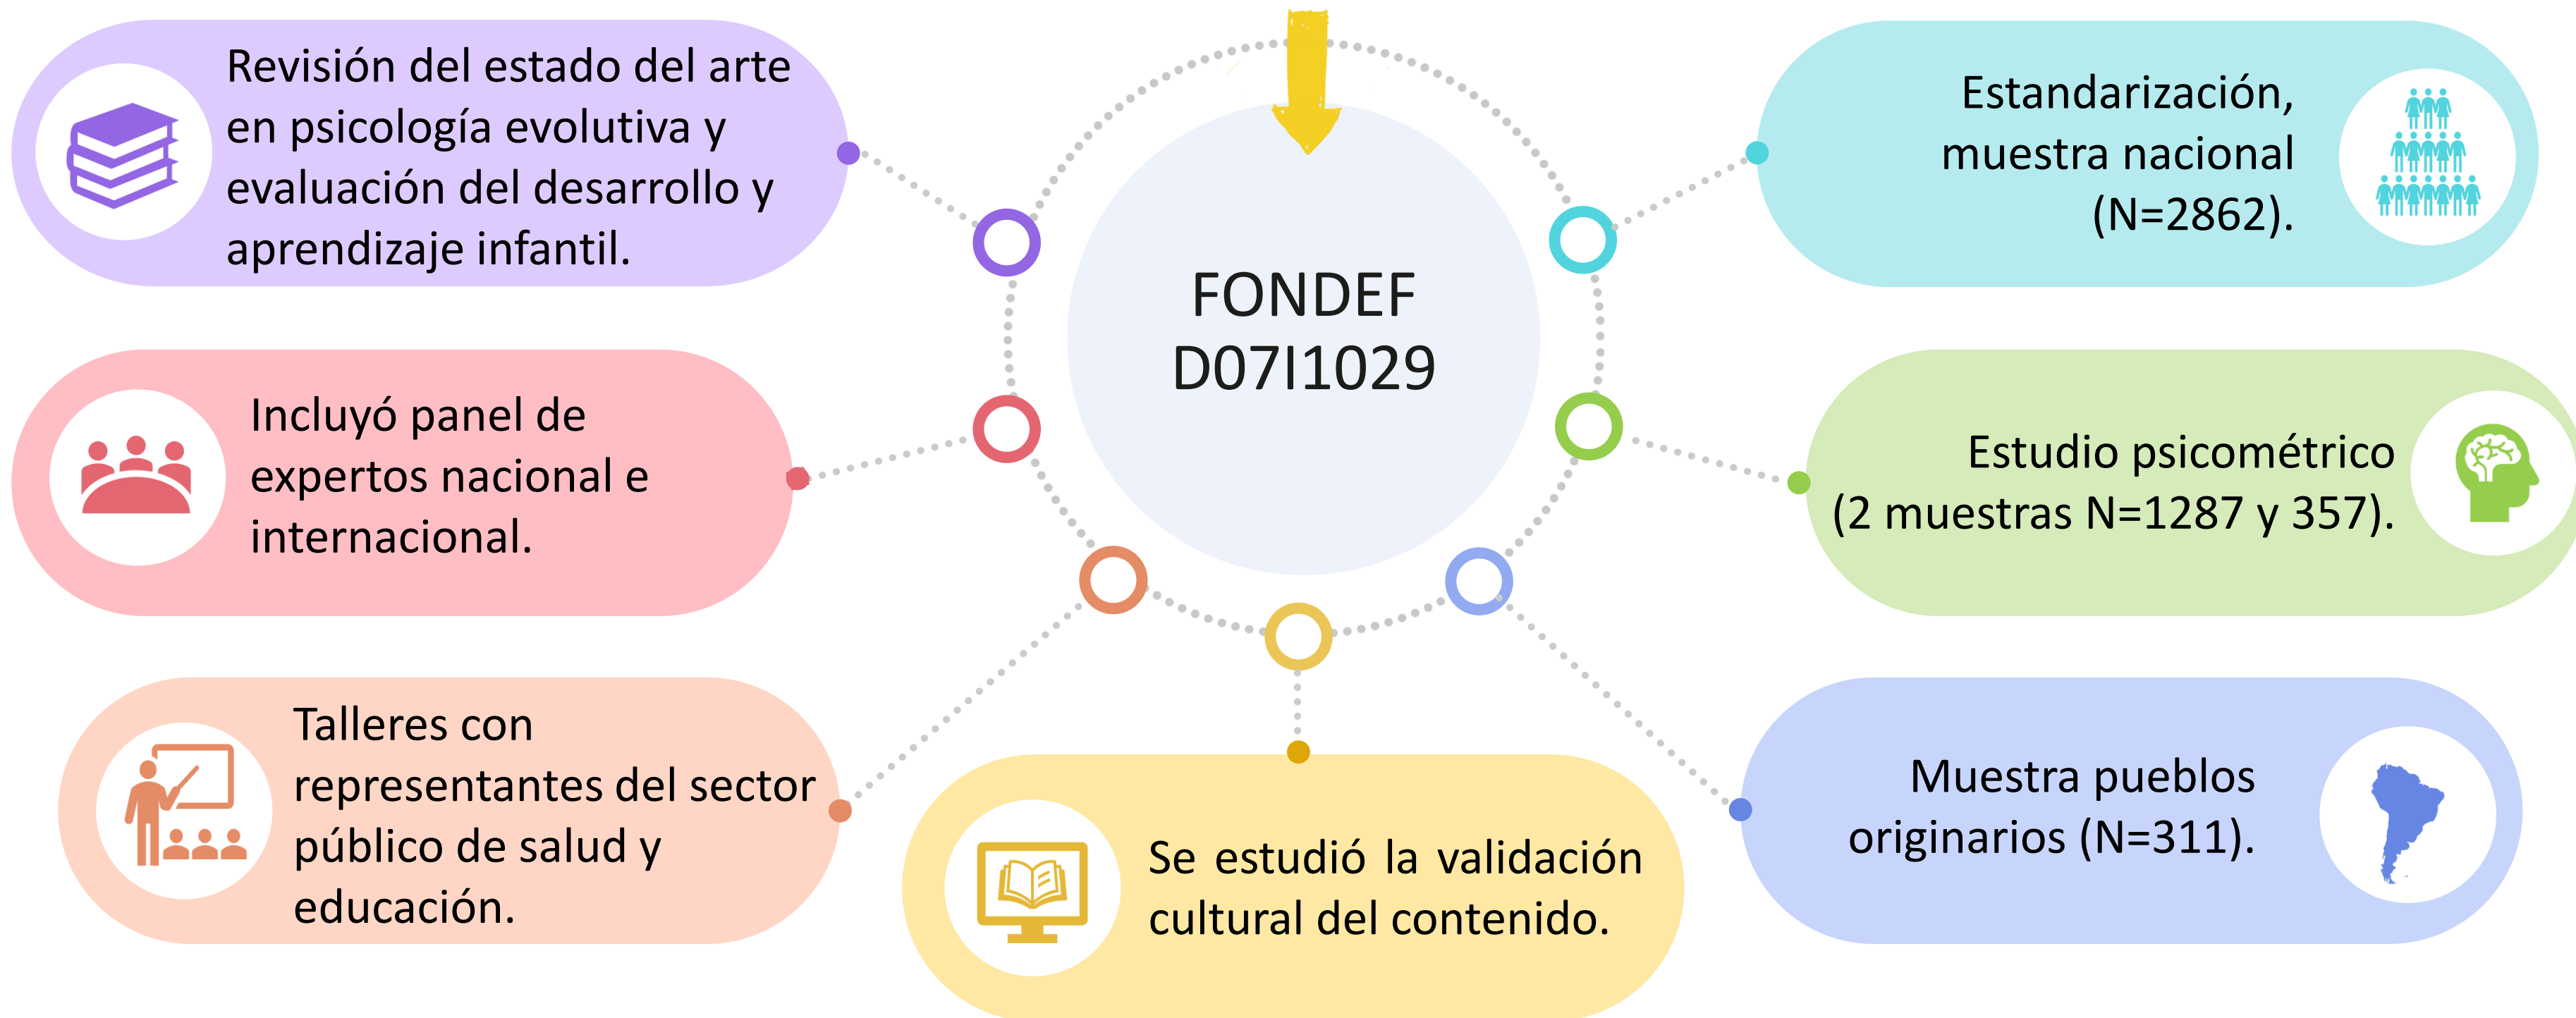 Revisión del estado del arte
en psicología evolutiva y
evaluación del desarrollo y
aprendizaje infantil.
Incluyó panel de
expertos nacional e
internacional.
Talleres con
representantes del sector
público de salud y
educación.
FONDEF
D07I1029
Se estudió la validación
cultural del contenido.
Estandarización,
muestra nacional
(N=2862).
Estudio psicométrico
(2 muestras N=1287 y 357).
Muestra pueblos
originarios (N=311).